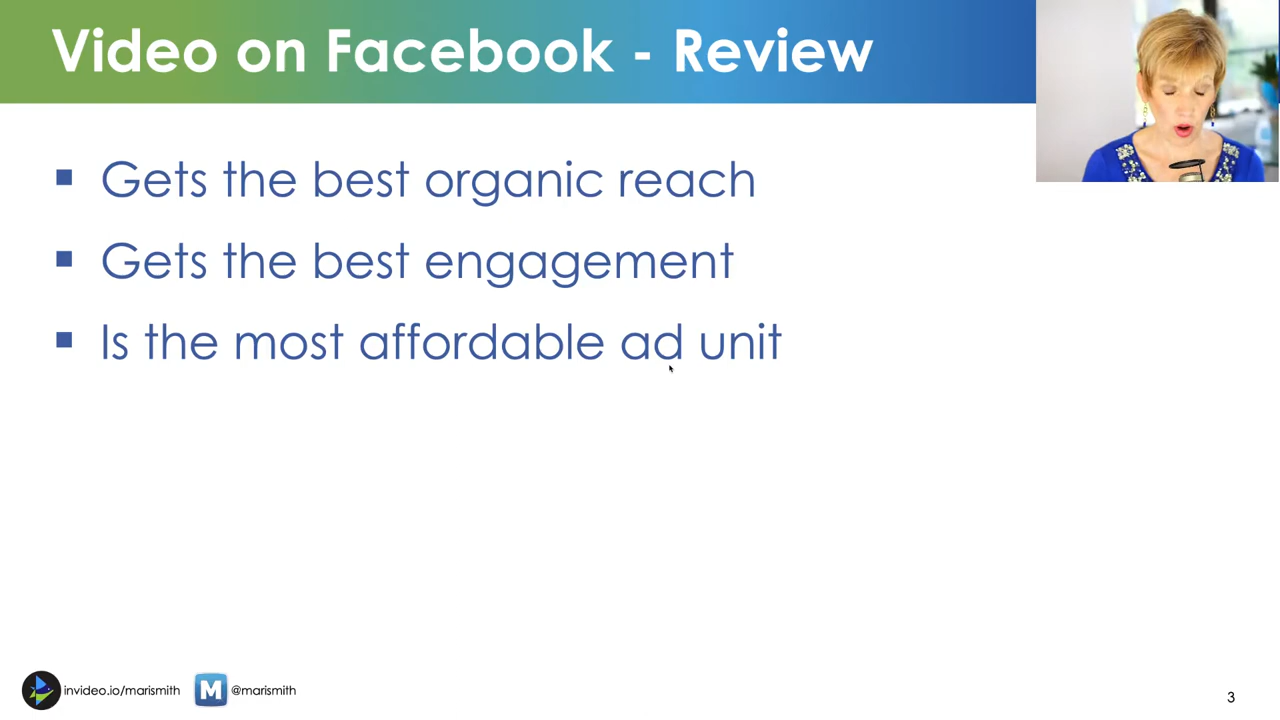 Video on Facebook - Review
Gets the best organic reach
Gets the best engagement
Is the most affordable ad unit
invideo.io/marismith
M
@marismith
3